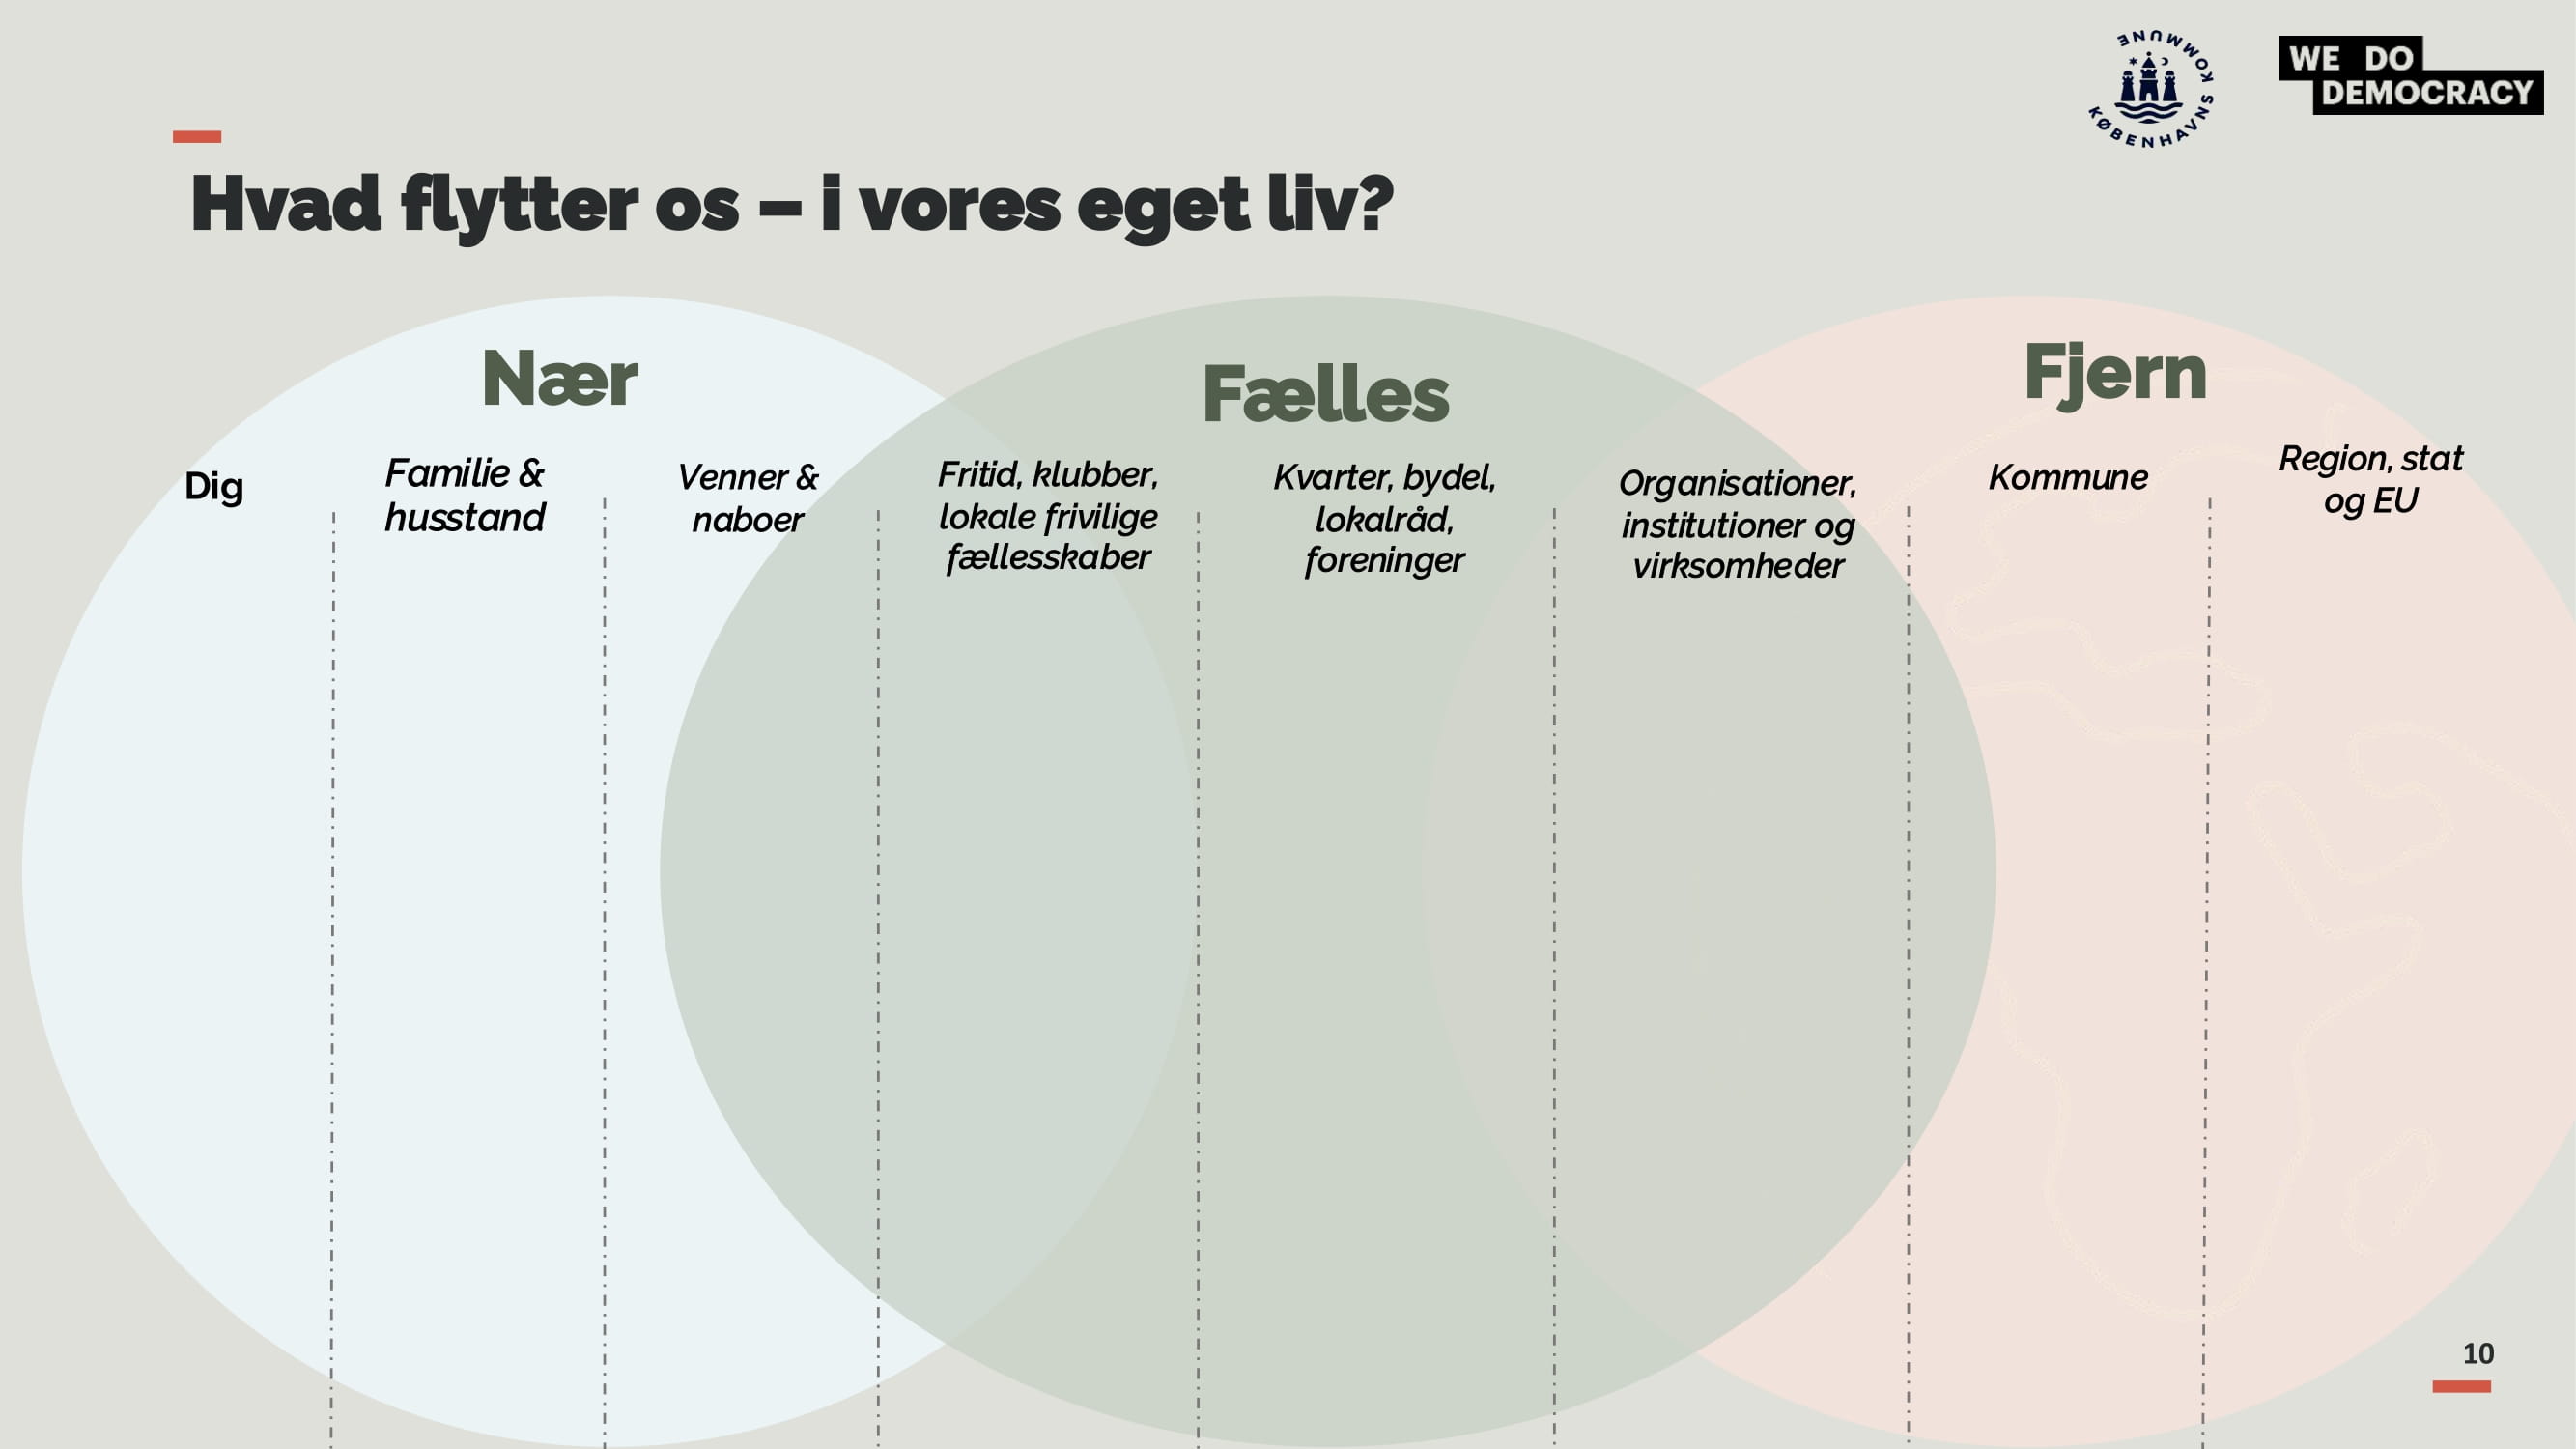 KØBENHAVNS KOMMUNE
WE DO
DEMOCRACY
Hvad flytter os – i vores eget liv?
Nær
Fælles
Fjern
Dig
Familie &
husstand
Venner &
naboer
Fritid, klubber,
lokale frivilige
fællesskaber
Kvarter, bydel,
lokalråd,
foreninger
Organisationer,
institutioner og
virksomheder
Kommune
Region, stat
og EU
10